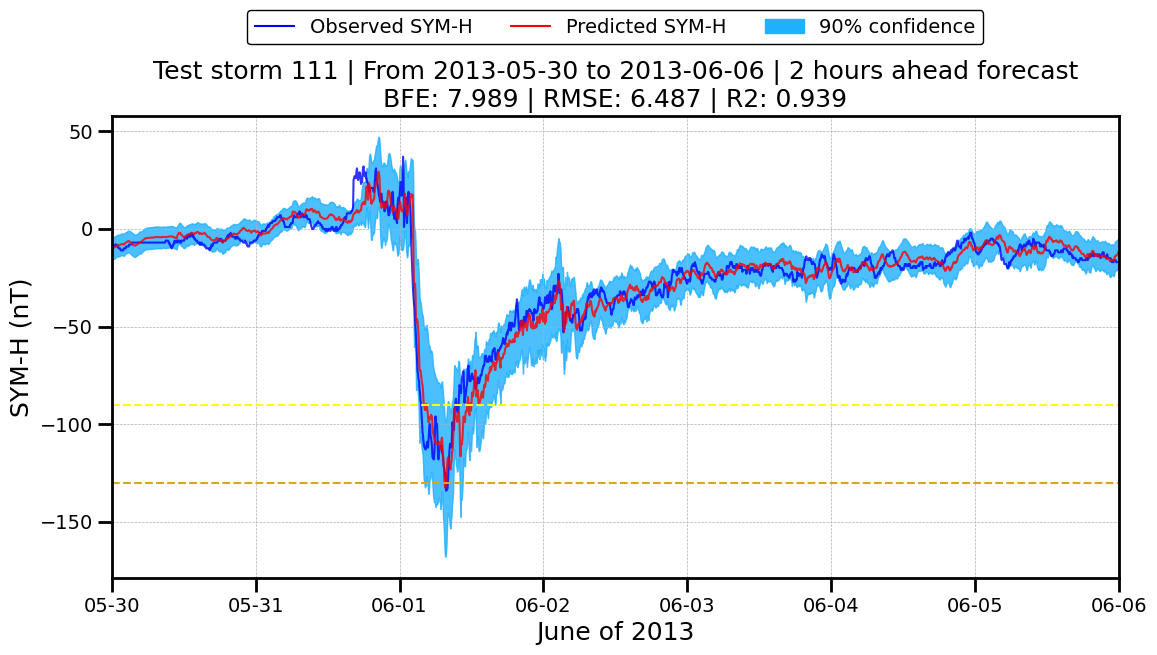 Observed SYM-H Predicted SYM-H 90% confidence
Test storm 111 | From 2013-05-30 to 2013-06-06 | 2 hours ahead forecast
BFE: 7.989 | RMSE: 6.487 | R2: 0.939
50
0
−50
−100
−150
SYM-H (nT)
05-30 05-31 06-01 06-02 06-03 06-04 06-05 06-06
June of 2013